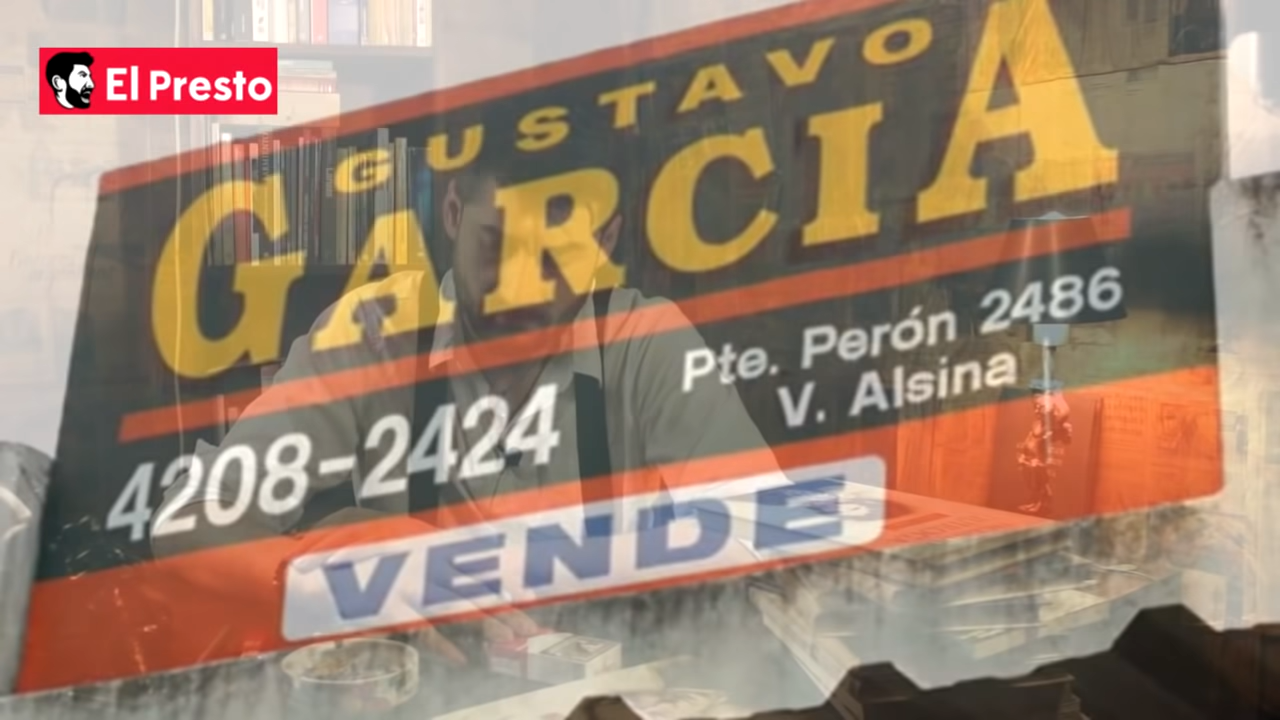 El Presto
GUSTAVO
GARCIA
4208-2424
Pte. Perón 2486
V. Alsina
VENDE